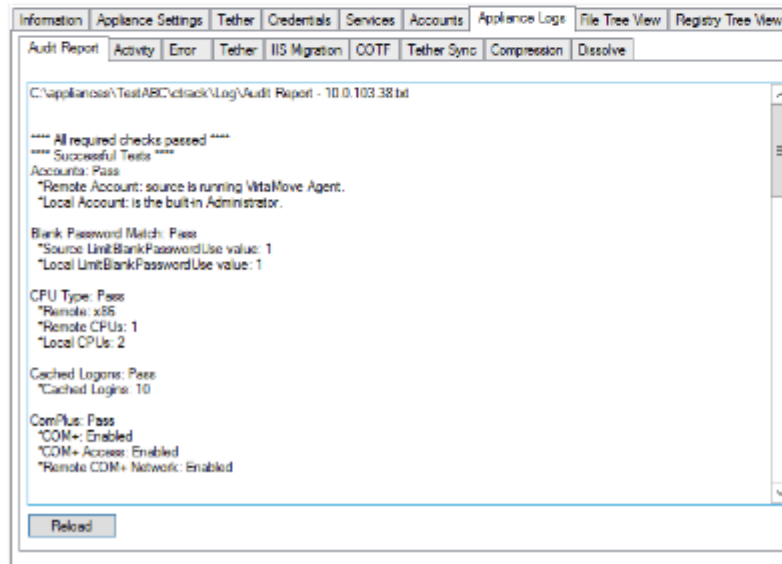 Information Appliance Settings Tether Credentials Services Accounts Appliance Logs File Tree View Registry Tree View
Audit Report Activity Error Tether IIS Migration COTF Tether Sync Compression Dissolve
C:\appliances\TestABC\ctrack\Log\Audit Report - 10.0.103.38.txt
**** All required checks passed ****
**** Successful Tests ****
Accounts: Pass
*Remote Account: source is running VirtaMove Agent.
*Local Account: is the built-in Administrator.
Blank Password Match: Pass
*Source LimitBlankPasswordUse value: 1
*Local LimitBlankPasswordUse value: 1
CPU Type: Pass
*Remote: x86
*Remote CPUs: 1
*Local CPUs: 2
Cached Logons: Pass
*Cached Logins: 10
ComPlus: Pass
*COM+: Enabled
*COM+ Access: Enabled
*Remote COM+ Network: Enabled
Reload